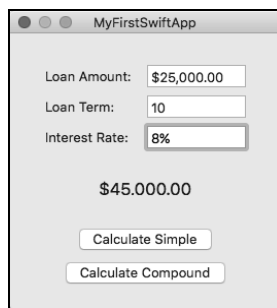 MyFirstSwiftApp
Loan Amount: $25,000.00
Loan Term: 10
Interest Rate: 8%
$45.000.00
Calculate Simple
Calculate Compound